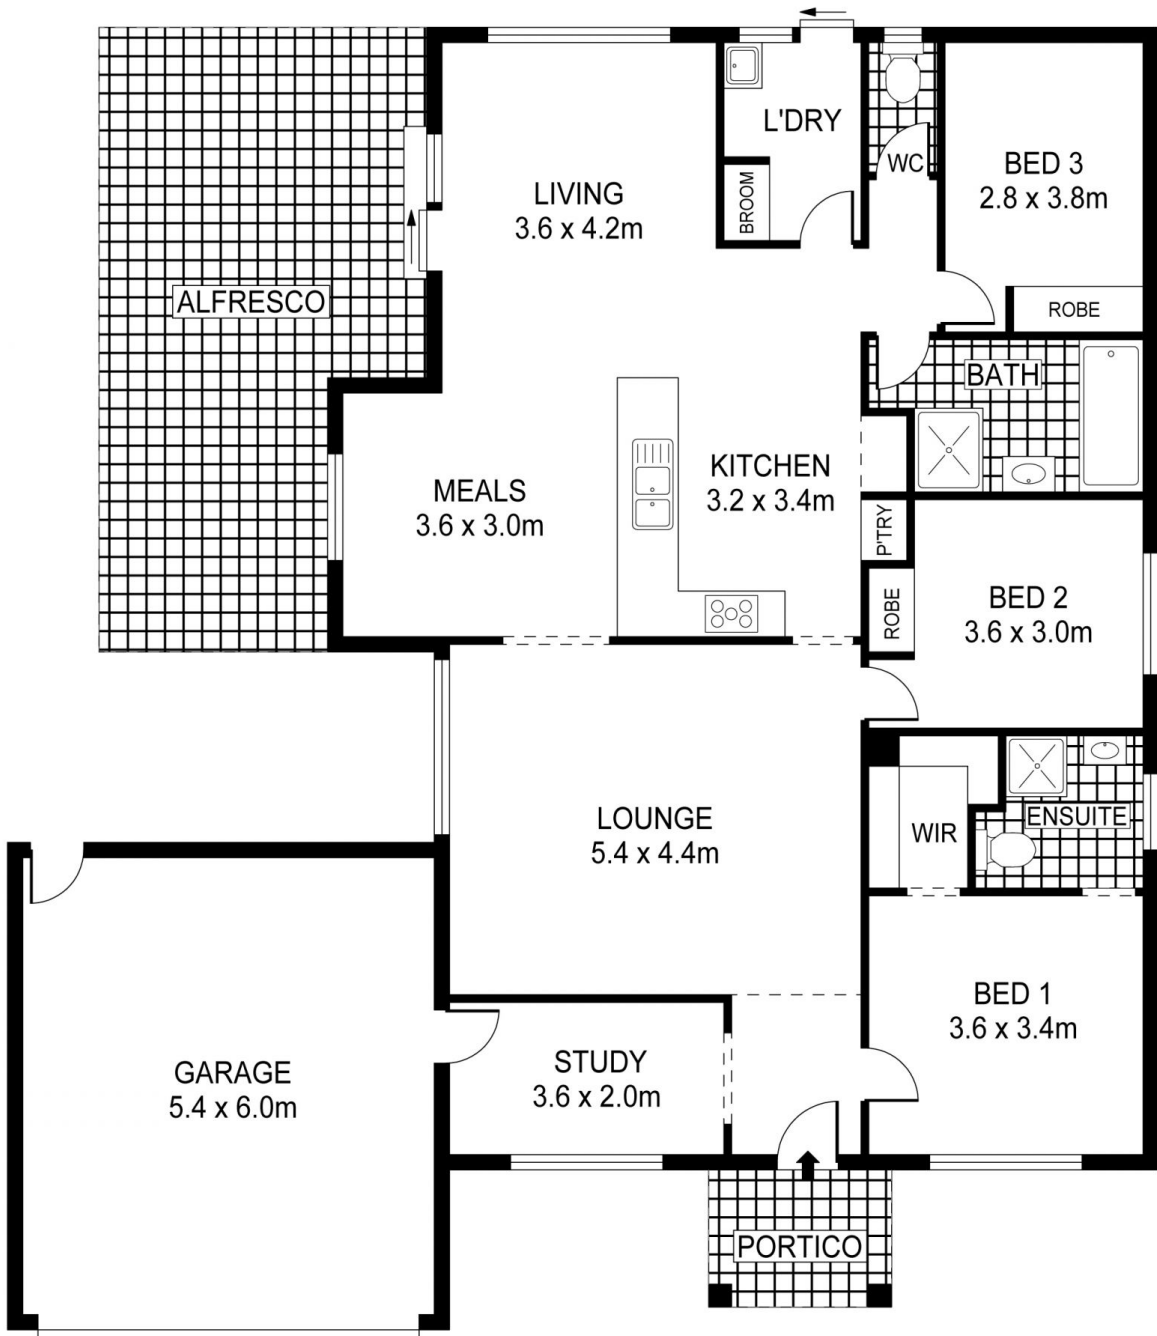 L'DRY
WC
BED 3
2.8 x 3.8m
LIVING
3.6 x 4.2m
BROOM
ALFRESCO
ROBE
BATH
MEALS
3.6 x 3.0m
KITCHEN
3.2 x 3.4m
P'TRY
ROBE
BED 2
3.6 x 3.0m
LOUNGE
5.4 x 4.4m
WIR
ENSUITE
BED 1
3.6 x 3.4m
GARAGE
5.4 x 6.0m
STUDY
3.6 x 2.0m
PORTICO